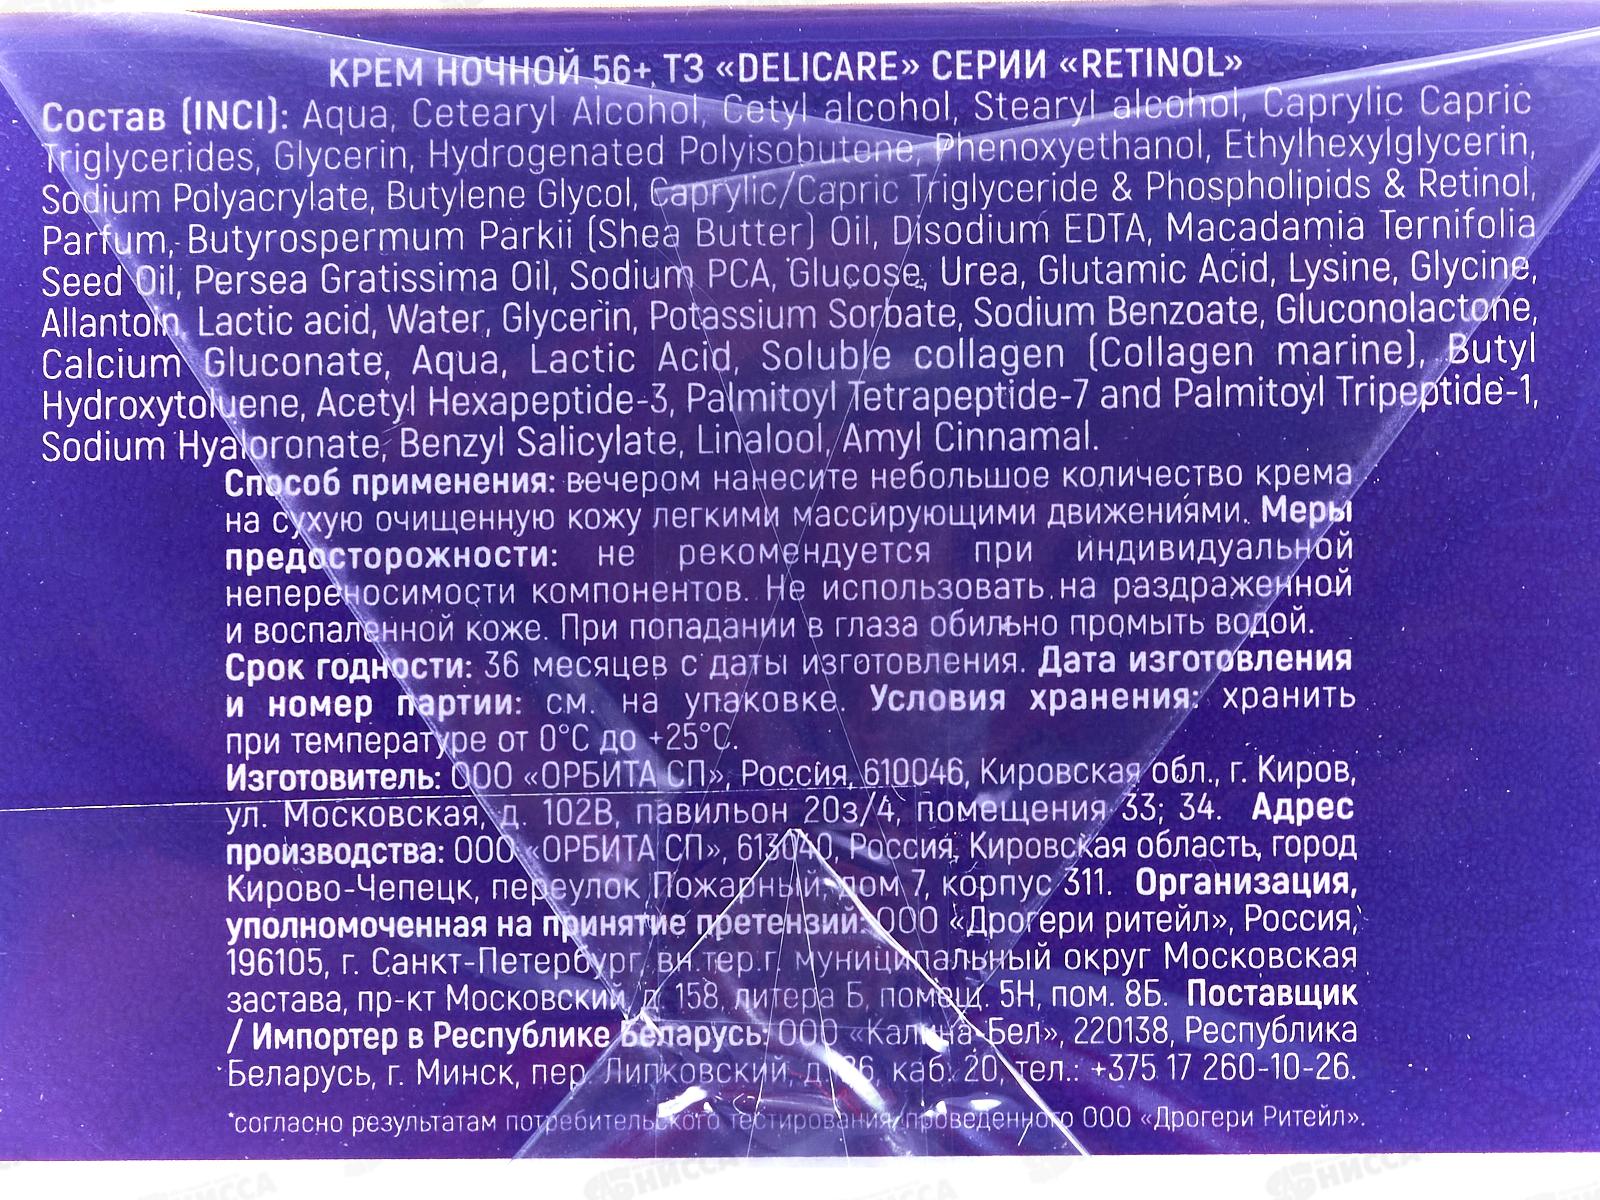 КРЕМ НОЧНОЙ 56+, ТЗ «DELICARE» СЕРИИ «RETINOL»
Состав (INCI): Aqua, Cetearyl Alcohol, Cetyl alcohol, Stearyl alcohol, Caprylic Capric
Triglycerides, Glycerin, Hydrogenated Polyisobutene, Phenoxyethanol, Ethylhexylglycerin,
Sodium Polyacrylate, Butylene Glycol, Caprylic/Capric Triglyceride & Phospholipids & Retinol,
Parfum, Butyrospermum Parkii (Shea Butter) Oil, Disodium EDTA, Macadamia Ternifolia
Seed Oil, Persea Gratissima Oil, Sodium PCA, Glucose, Urea, Glutamic Acid, Lysine, Glycine,
Allantoin, Lactic acid, Water, Glycerin, Potassium Sorbate, Sodium Benzoate, Gluconolactone,
Calcium Gluconate, Aqua, Lactic Acid, Soluble collagen (Collagen marine), Butyl
Hydroxytoluene, Acetyl Hexapeptide-3, Palmitoyl Tetrapeptide-7 and Palmitoyl Tripeptide-1,
Sodium Hyaloronate, Benzyl Salicylate, Linalool, Amyl Cinnamal.
Способ применения: вечером нанесите небольшое количество крема
на сухую очищенную кожу легкими массирующими движениями. Меры
предосторожности: не рекомендуется при индивидуальной
непереносимости компонентов. Не использовать на раздраженной
и воспаленной коже. При попадании в глаза обильно промыть водой.
Срок годности: 36 месяцев с даты изготовления. Дата изготовления
и номер партии: см. на упаковке. Условия хранения: хранить
при температуре от 0°C до +25°C.
Изготовитель: ООО «ОРБИТА СП», Россия, 610046, Кировская обл., г. Киров,
ул. Московская, д. 102В, павильон 20з/4, помещения 33; 34. Адрес
производства: ООО «ОРБИТА СП», 613040, Россия, Кировская область, город
Кирово-Чепецк, переулок Пожарный, дом 7, корпус 311. Организация,
уполномоченная на принятие претензий: ООО «Дрогери ритейл», Россия,
196105, г. Санкт-Петербург, вн.тер.г. муниципальный округ Московская
застава, пр-кт Московский, д. 158, литера Б, помещ. 5Н, пом. 8Б. Поставщик
/ Импортер в Республике Беларусь: ООО «Калина-Бел», 220138, Республика
Беларусь, г. Минск, пер. Липковский, каб. 20, тел.: +375 17 260-10-26.
*согласно результатам потребительского тестирования, проведенного ООО «Дрогери Ритейл».